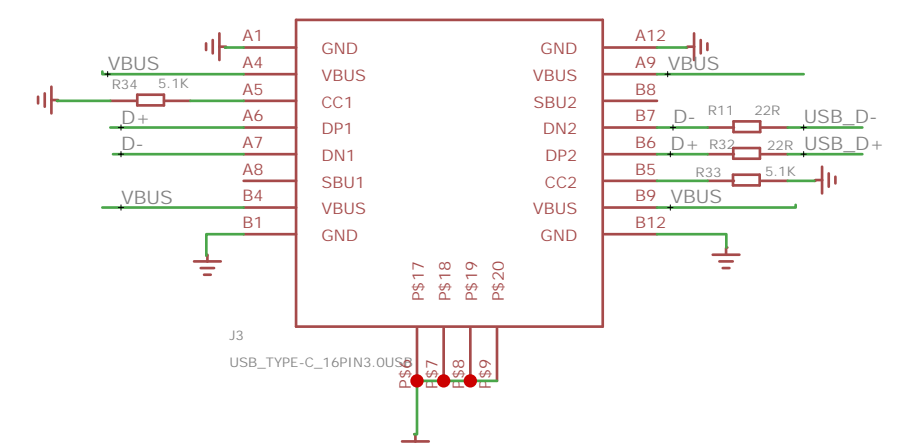 A1 GND GND A12
VBUS A4 VBUS VBUS A9 VBUS
R34 5.1K A5 CC1 SBU2 B8
D+ A6 DP1 DN2 B7 D- R11 22R USB_D-
D- A7 DN1 DP2 B6 D+ R32 22R USB_D+
A8 SBU1 CC2 B5 R33 5.1K
VBUS B4 VBUS VBUS B9 VBUS
B1 GND GND B12
P$17 P$18 P$19 P$20
J3
USB_TYPE-C_16PIN3.0USB
P$6 P$7 P$8 P$9